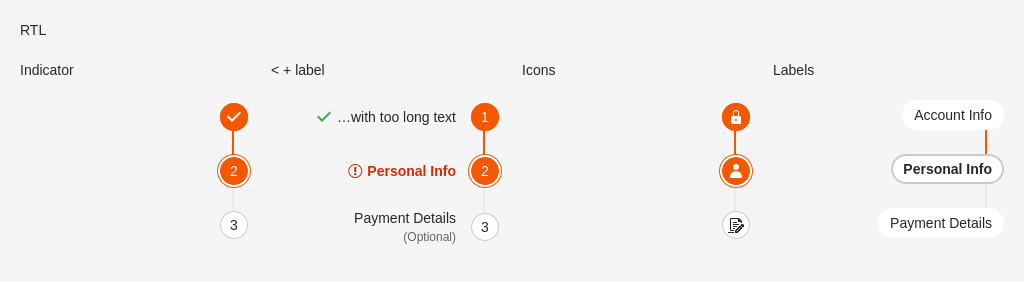 RTL
Indicator
< + label
Icons
Labels
2
3
…with too long text
1
Personal Info
2
Payment Details
(Optional)
3
Account Info
Personal Info
Payment Details